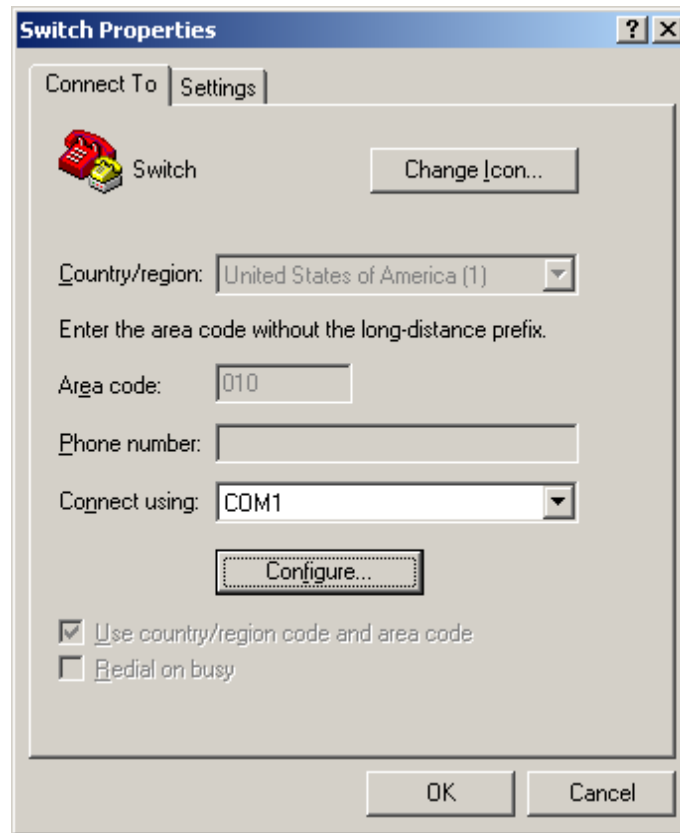 Switch Properties
Connect To Settings
Switch Change Icon...
Country/region: United States of America (1)
Enter the area code without the long-distance prefix.
Area code: 010
Phone number:
Connect using: COM1
Configure...
Use country/region code and area code
Redial on busy
OK Cancel